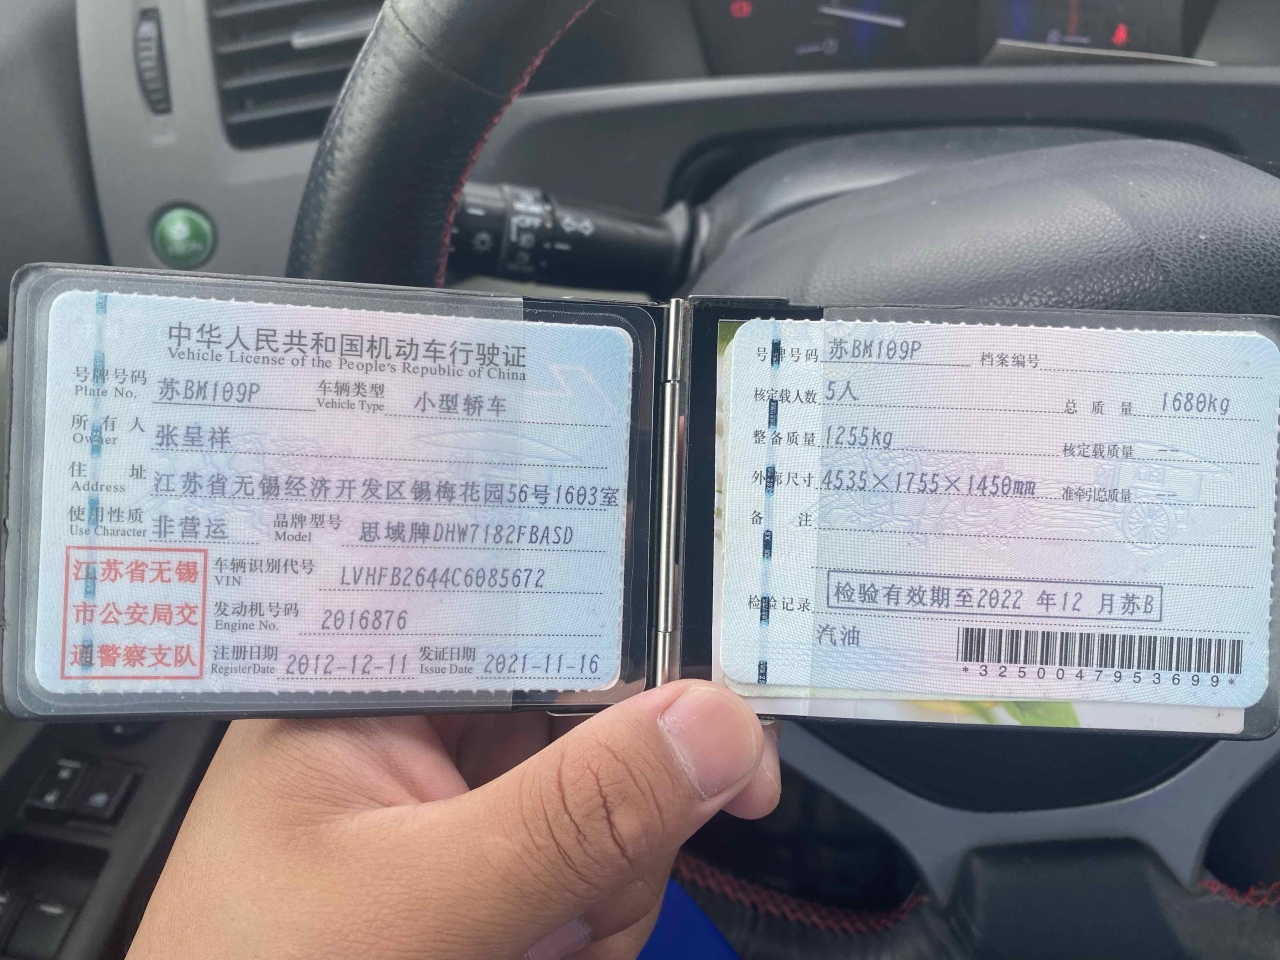 中华人民共和国机动车行驶证
Vehicle License of the People's Republic of China
号牌号码 苏BM109P 车辆类型 小型轿车
Plate No. Vehicle Type
所有人 张呈祥
Owner
住址 江苏省无锡经济开发区锡梅花园56号1603室
Address
使用性质 非营运 品牌型号 思域牌DHW7182FBASD
Use Character Model
江苏省无锡
市公安局交
通警察支队
车辆识别代号 LVHFB2644C6085672
VIN
发动机号码 2016876
Engine No.
注册日期 2012-12-11 发证日期 2021-11-16
Register Date Issue Date
号牌号码 苏BM109P 档案编号
核定载人数 5人 总质量 1680kg
整备质量 1255kg 核定载质量 --
外廓尺寸 4535×1755×1450mm 准牵引总质量 --
备注
检验记录 检验有效期至2022年12月苏B
汽油
*3250047953699*